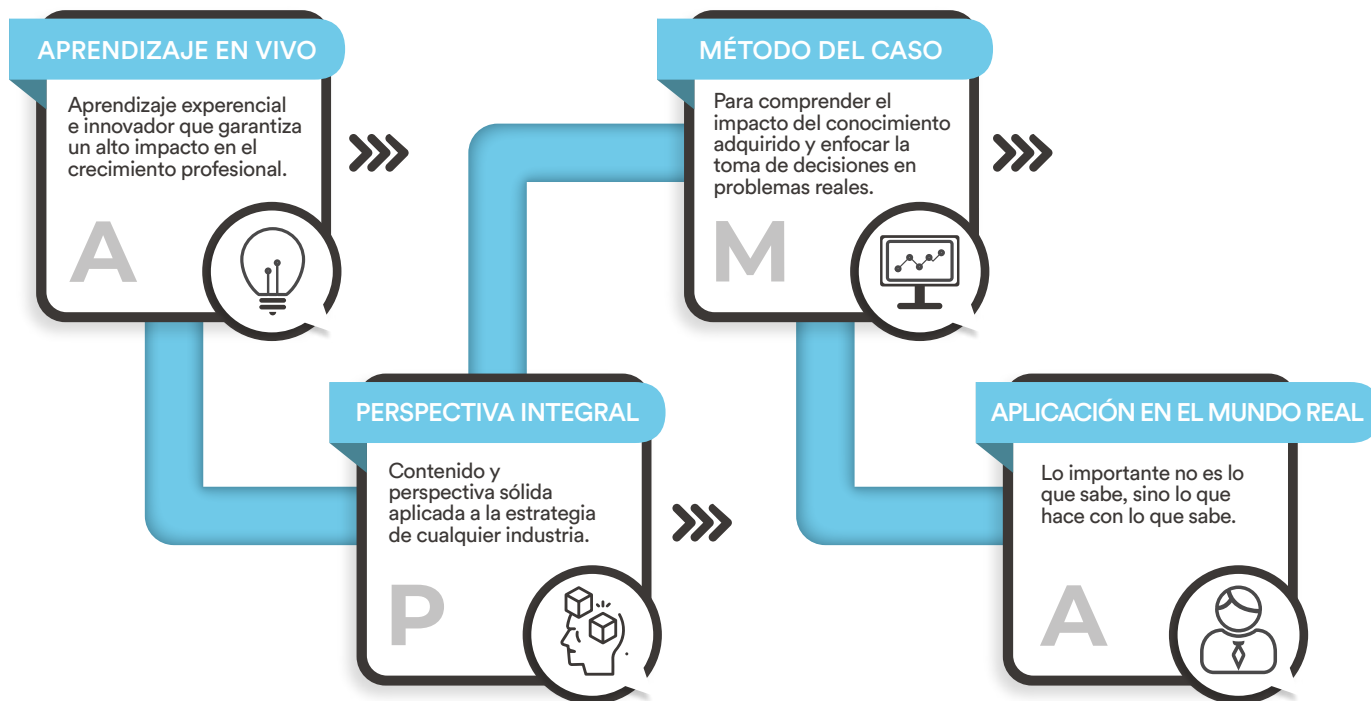 APRENDIZAJE EN VIVO
Aprendizaje experencial
e innovador que garantiza
un alto impacto en el
crecimiento profesional.
A
PERSPECTIVA INTEGRAL
Contenido y
perspectiva sólida
aplicada a la estrategia
de cualquier industria.
P
MÉTODO DEL CASO
Para comprender el
impacto del conocimiento
adquirido y enfocar la
toma de decisiones en
problemas reales.
M
APLICACIÓN EN EL MUNDO REAL
Lo importante no es lo
que sabe, sino lo que
hace con lo que sabe.
A